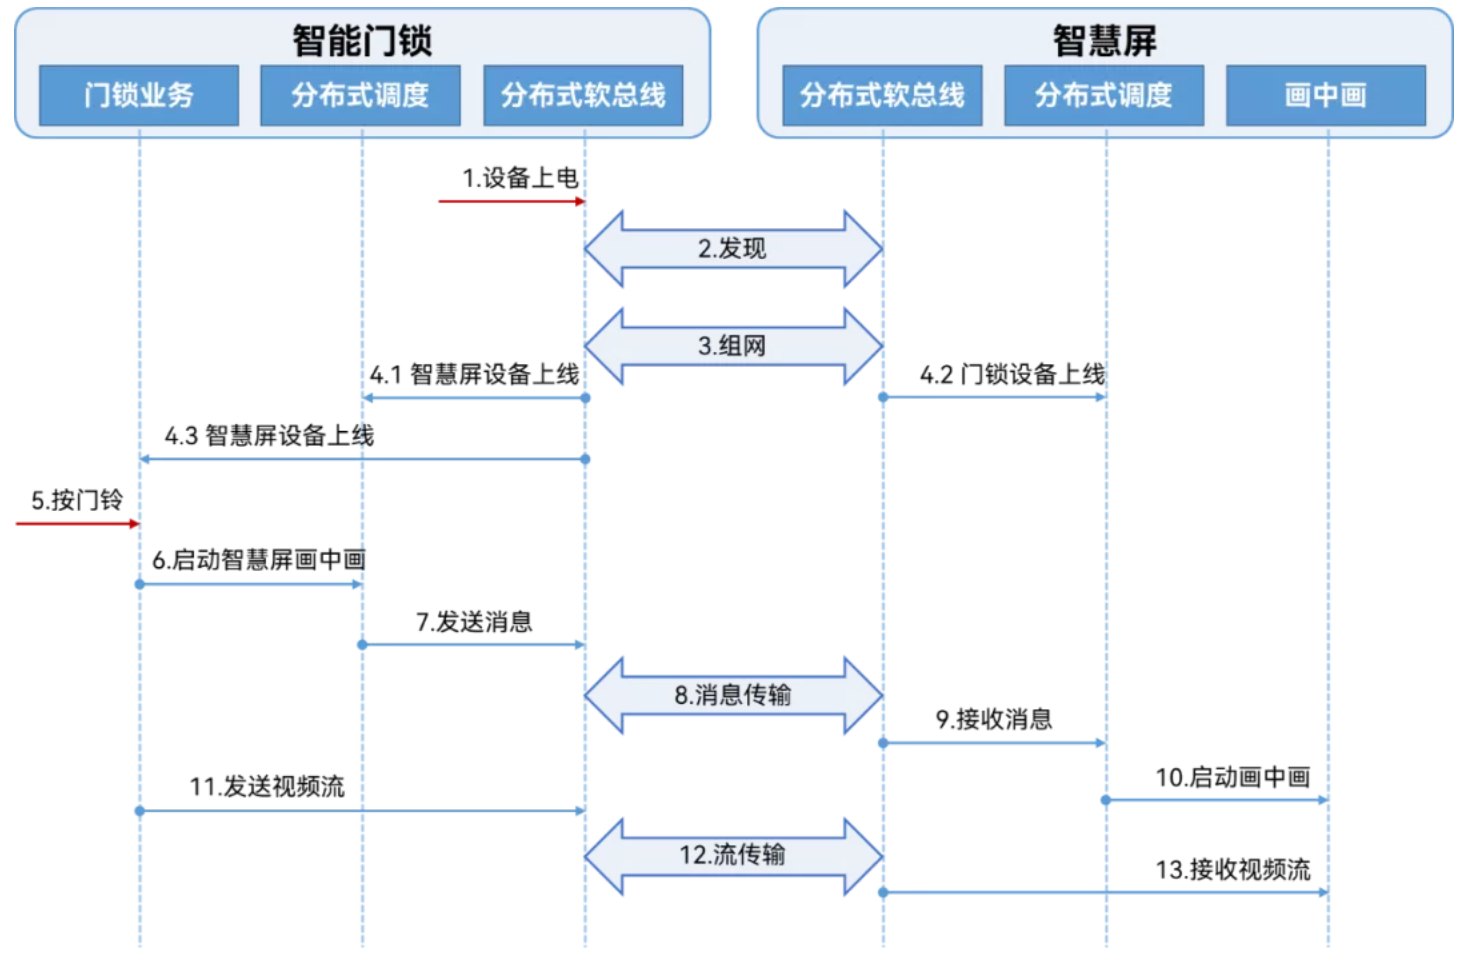 智能门锁
智慧屏
门锁业务
分布式调度
分布式软总线
分布式软总线
分布式调度
画中画
1.设备上电
2.发现
3.组网
4.1 智慧屏设备上线
4.2 门锁设备上线
4.3 智慧屏设备上线
5.按门铃
6.启动智慧屏画中画
7.发送消息
8.消息传输
9.接收消息
10.启动画中画
11.发送视频流
12.流传输
13.接收视频流